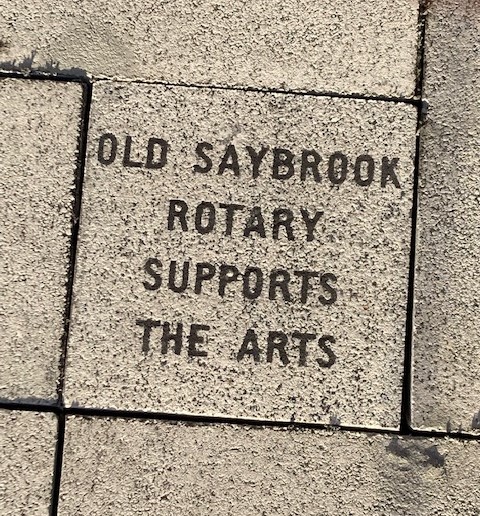 OLD SAYBROOK
ROTARY
SUPPORTS
THE ARTS